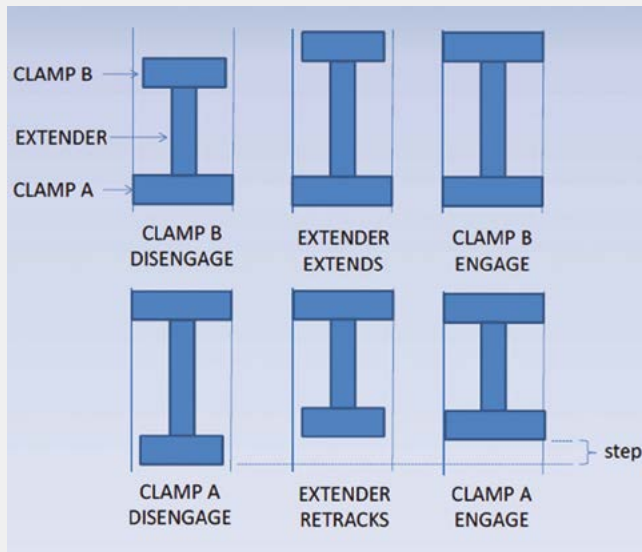 CLAMP B
EXTENDER
CLAMP A
CLAMP B
DISENGAGE
EXTENDER
EXTENDS
CLAMP B
ENGAGE
step
CLAMP A
DISENGAGE
EXTENDER
RETRACKS
CLAMP A
ENGAGE